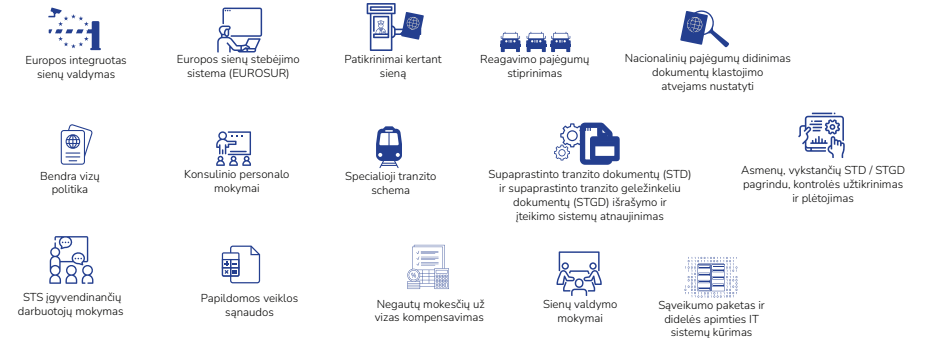 Europos integruotas
sienų valdymas
Europos sienų stebėjimo
sistema (EUROSUR)
Patikrinimai kertant
sieną
Reagavimo pajėgumų
stiprinimas
Nacionalinių pajėgumų didinimas
dokumentų klastojimo
atvejams nustatyti
Bendra vizų
politika
Konsulinio personalo
mokymai
Specialioji tranzito
schema
Supaprastinto tranzito dokumentų (STD)
ir supaprastinto tranzito geležinkeliu
dokumentų (STGD) išrašymo ir
įteikimo sistemų atnaujinimas
Asmenų, vykstančių STD / STGD
pagrindu, kontrolės užtikrinimas
ir plėtojimas
STS įgyvendinančių
darbuotojų mokymas
Papildomos veiklos
sąnaudos
Negautų mokesčių už
vizas kompensavimas
Sienų valdymo
mokymai
Sąveikumo paketas ir
didelės apimties IT
sistemų kūrimas